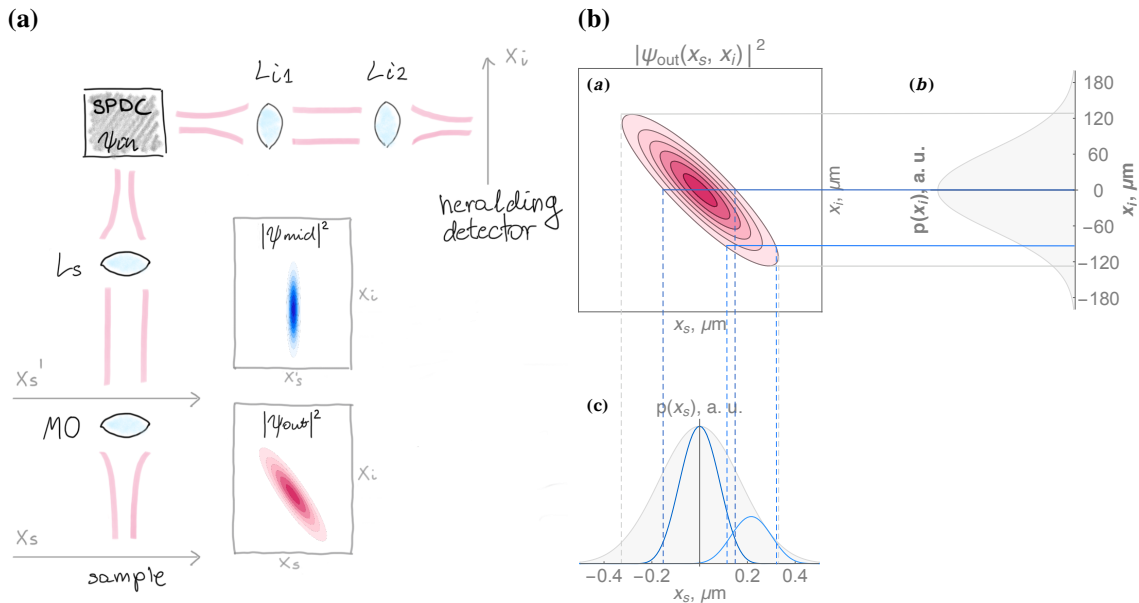 (a)
Li1
Li2
Xi
SPDC
ψin
heralding
detector
Ls
|ψmid|²
Xi
Xs'
Xs'
MO
|ψout|²
Xi
Xs
Xs
sample
(b)
|ψout(xs, xi)|²
(a)
xi, µm
xs, µm
(b)
p(xi), a. u.
180
120
60
0
−60
−120
−180
xi, µm
(c)
p(xs), a. u.
−0.4
−0.2
0
0.2
0.4
xs, µm